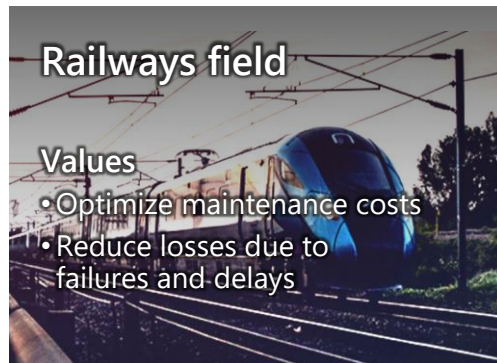 Railways field
Values
•Optimize maintenance costs
•Reduce losses due to
failures and delays